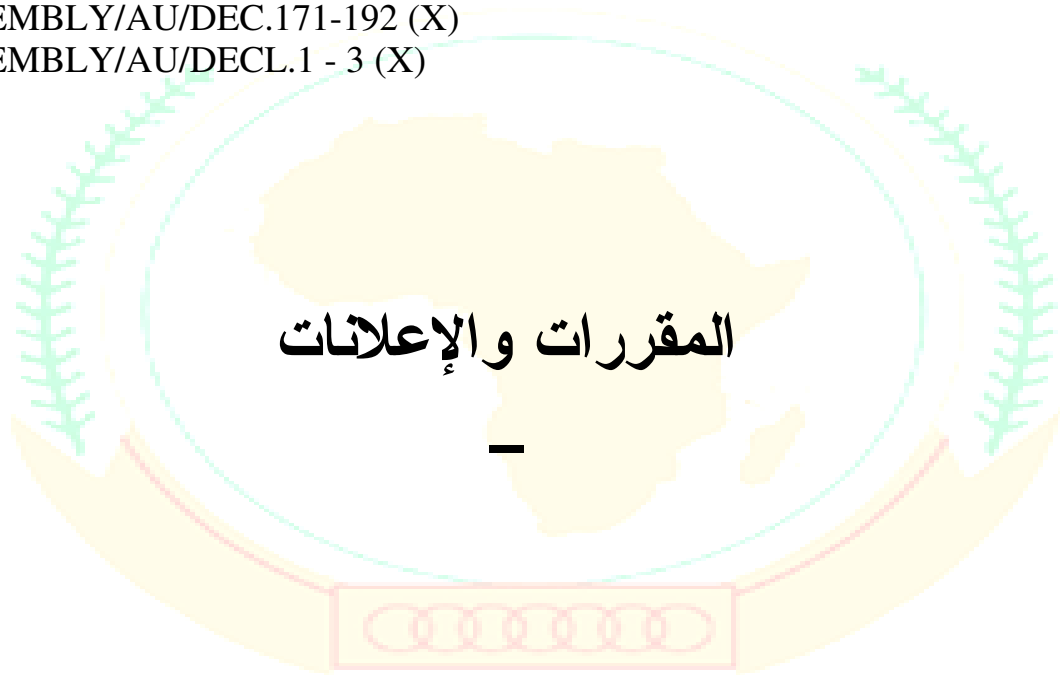 EMBLY/AU/DEC.171-192 (X)
EMBLY/AU/DECL.1 - 3 (X)
المقررات والإعلانات
–